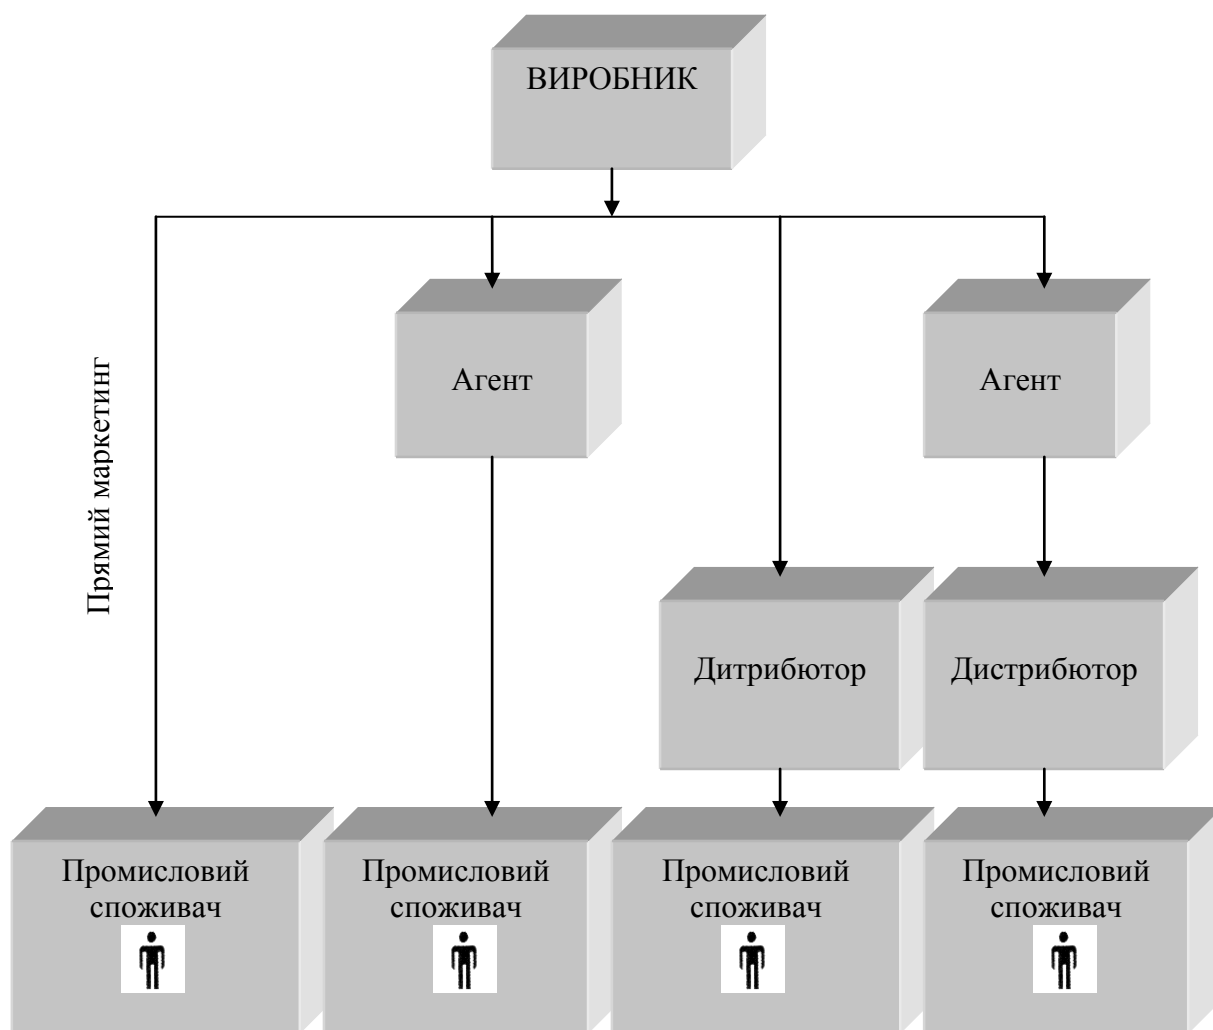 ВИРОБНИК
Агент
Агент
Прямий маркетинг
Дитрибютор
Дистрибютор
Промисловий
споживач
Промисловий
споживач
Промисловий
споживач
Промисловий
споживач